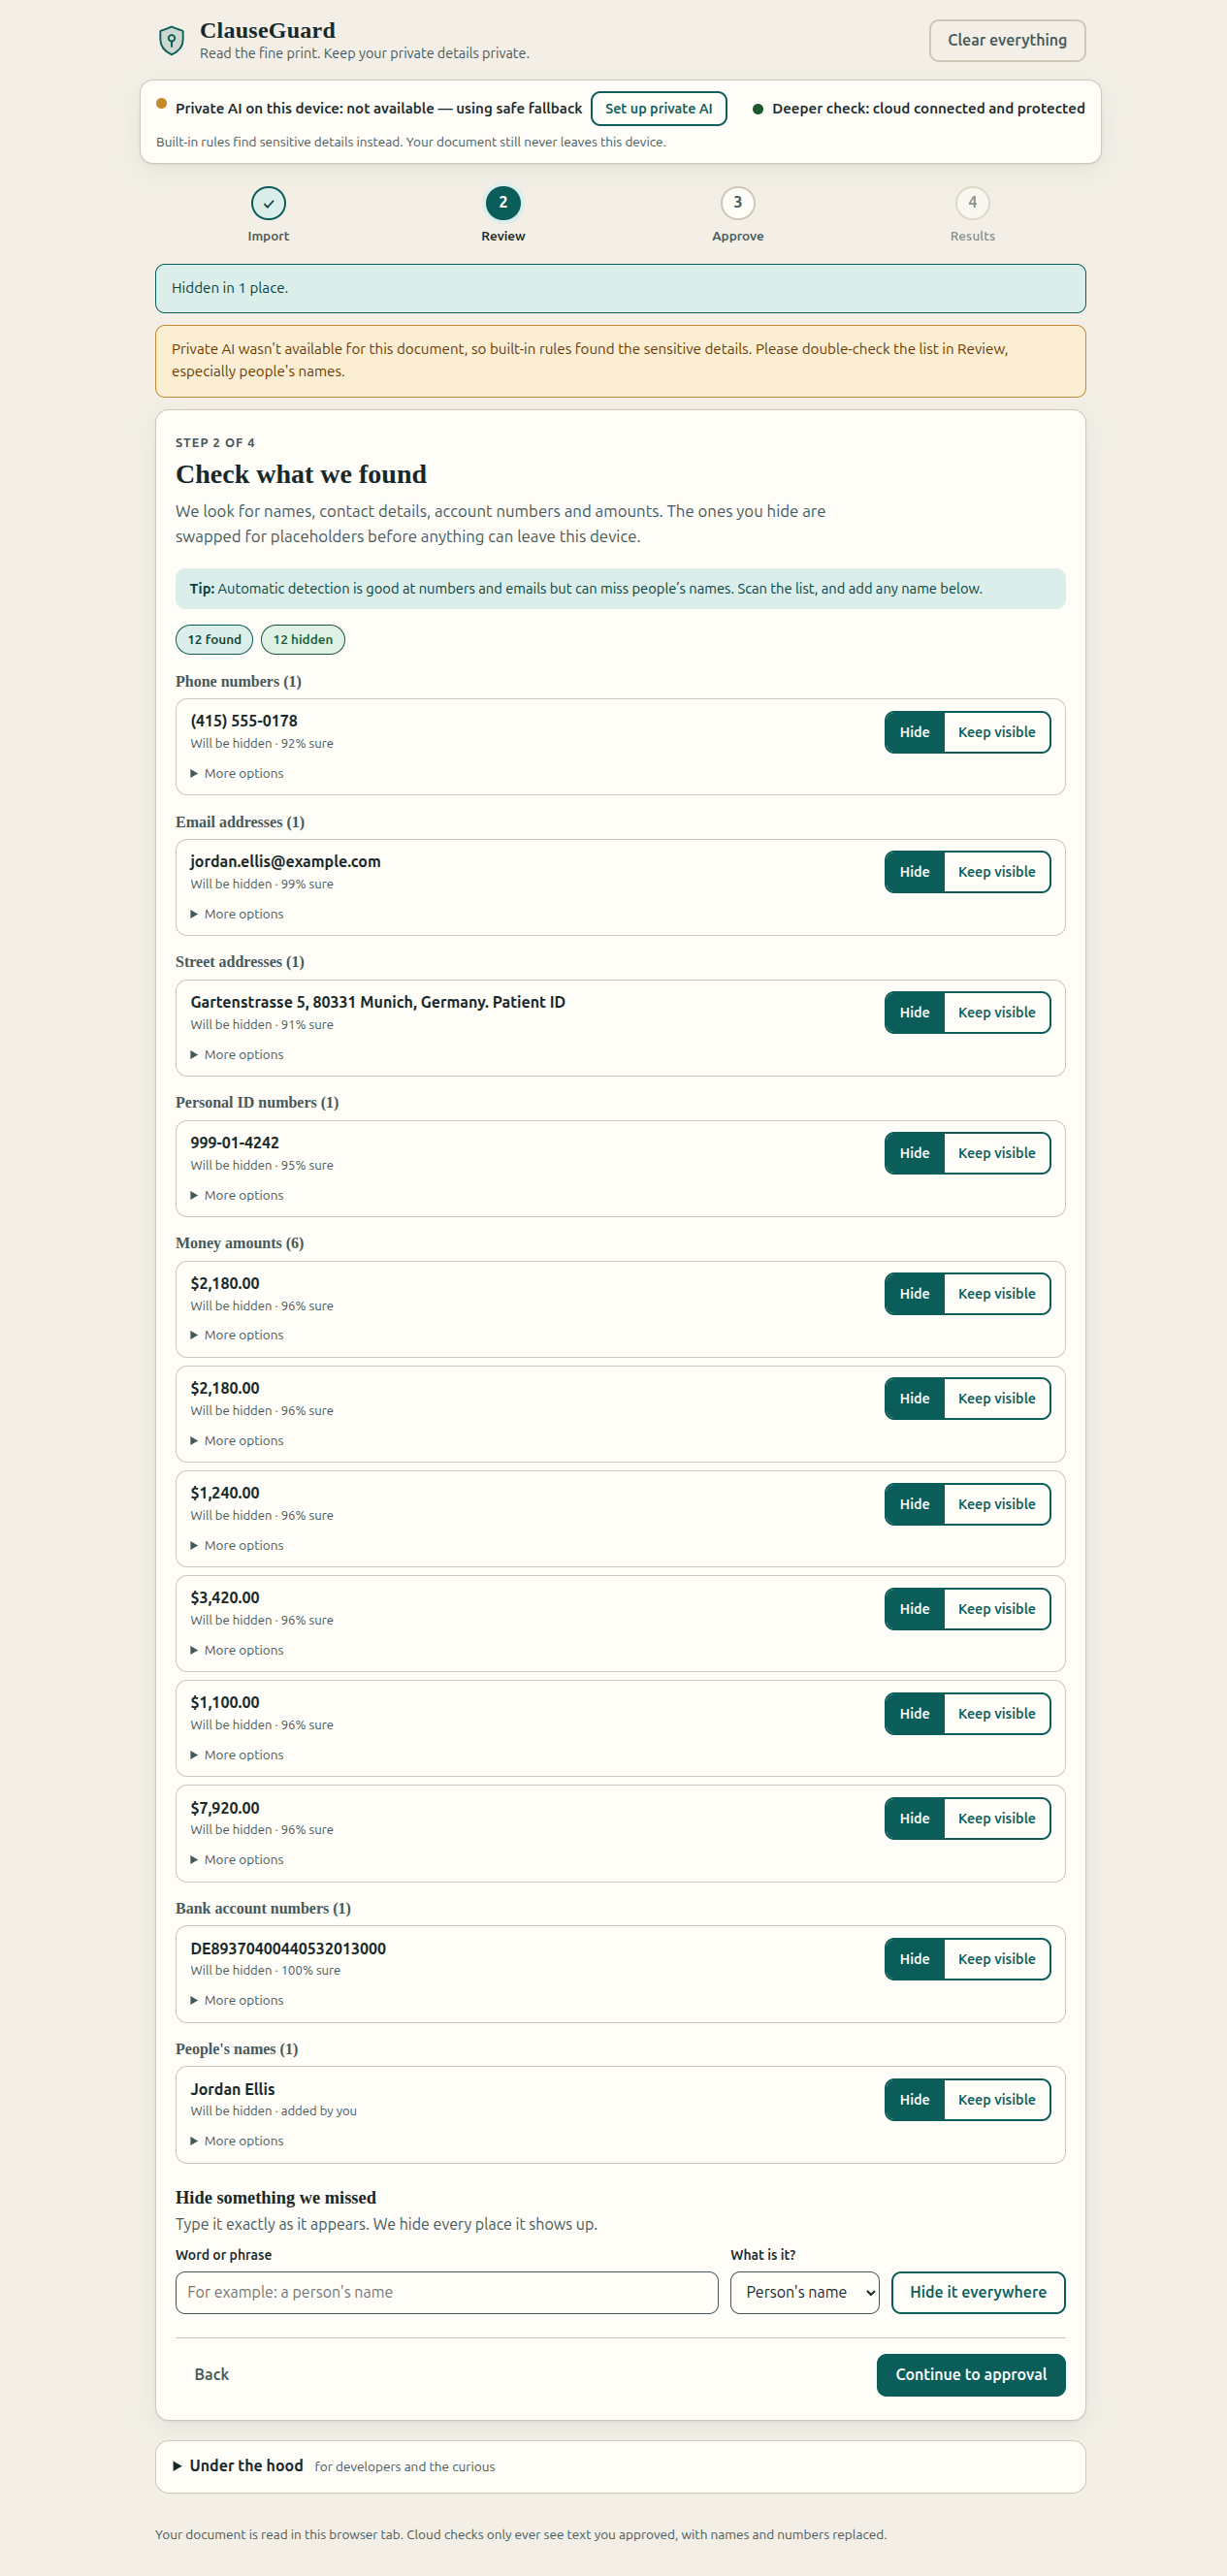 ClauseGuard
Read the fine print. Keep your private details private.
Clear everything
Private AI on this device: not available — using safe fallback
Set up private AI
Deeper check: cloud connected and protected
Built-in rules find sensitive details instead. Your document still never leaves this device.
2
3
4
Import
Review
Approve
Results
Hidden in 1 place.
Private AI wasn't available for this document, so built-in rules found the sensitive details. Please double-check the list in Review,
especially people's names.
STEP 2 OF 4
Check what we found
We look for names, contact details, account numbers and amounts. The ones you hide are
swapped for placeholders before anything can leave this device.
Tip: Automatic detection is good at numbers and emails but can miss people’s names. Scan the list, and add any name below.
12 found
12 hidden
Phone numbers (1)
(415) 555-0178
Will be hidden · 92% sure
More options
Hide
Keep visible
Email addresses (1)
jordan.ellis@example.com
Will be hidden · 99% sure
More options
Hide
Keep visible
Street addresses (1)
Gartenstrasse 5, 80331 Munich, Germany. Patient ID
Will be hidden · 91% sure
More options
Hide
Keep visible
Personal ID numbers (1)
999-01-4242
Will be hidden · 95% sure
More options
Hide
Keep visible
Money amounts (6)
$2,180.00
Will be hidden · 96% sure
More options
Hide
Keep visible
$2,180.00
Will be hidden · 96% sure
More options
Hide
Keep visible
$1,240.00
Will be hidden · 96% sure
More options
Hide
Keep visible
$3,420.00
Will be hidden · 96% sure
More options
Hide
Keep visible
$1,100.00
Will be hidden · 96% sure
More options
Hide
Keep visible
$7,920.00
Will be hidden · 96% sure
More options
Hide
Keep visible
Bank account numbers (1)
DE89370400440532013000
Will be hidden · 100% sure
More options
Hide
Keep visible
People's names (1)
Jordan Ellis
Will be hidden · added by you
More options
Hide
Keep visible
Hide something we missed
Type it exactly as it appears. We hide every place it shows up.
Word or phrase
What is it?
For example: a person's name
Person's name
Hide it everywhere
Back
Continue to approval
Under the hood
for developers and the curious
Your document is read in this browser tab. Cloud checks only ever see text you approved, with names and numbers replaced.